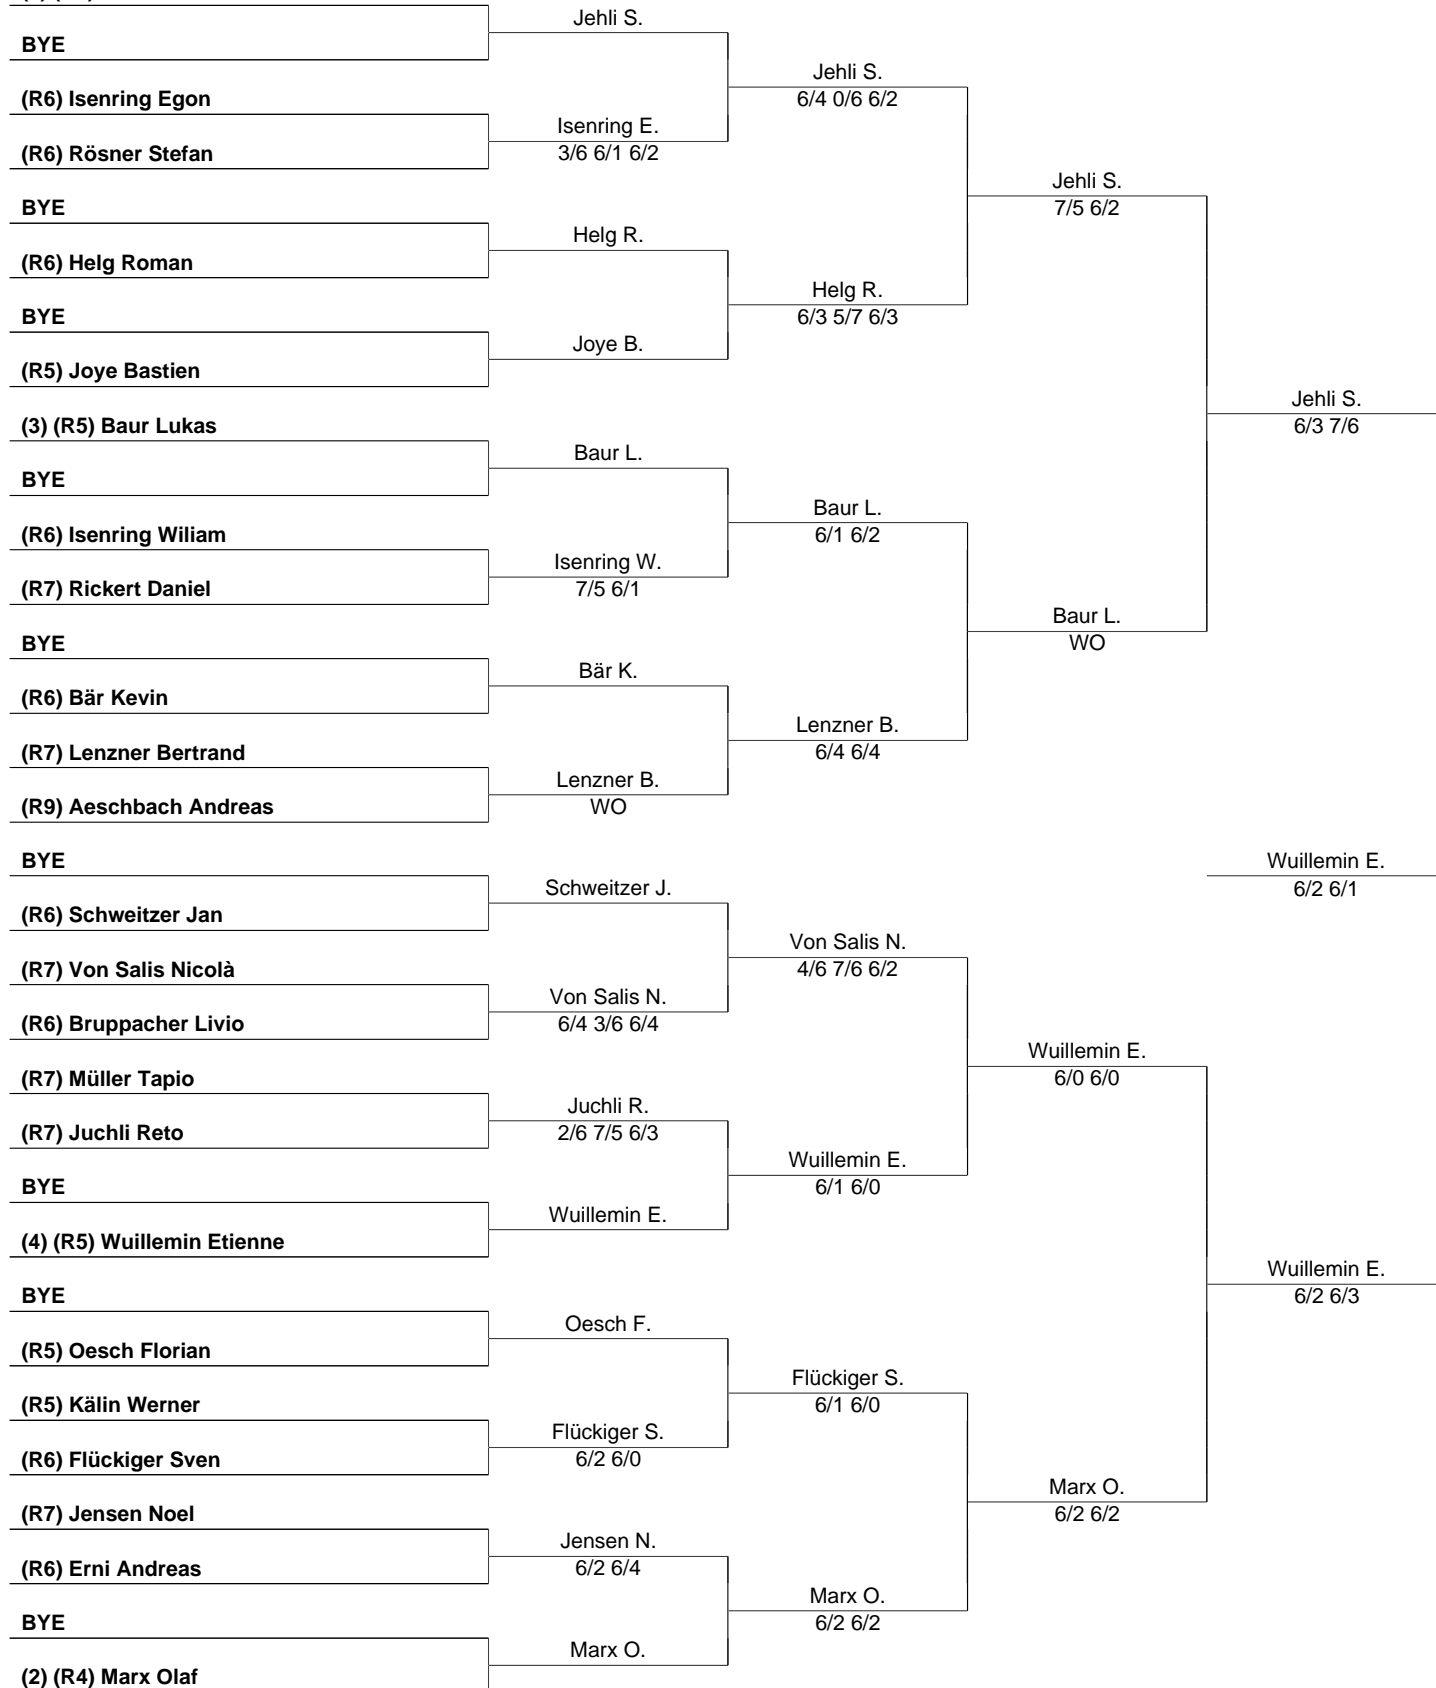 Jehli S.
BYE
Jehli S.
(R6) Isenring Egon
6/4 0/6 6/2
Isenring E.
(R6) Rösner Stefan
3/6 6/1 6/2
Jehli S.
BYE
7/5 6/2
Helg R.
(R6) Helg Roman
Helg R.
BYE
6/3 5/7 6/3
Joye B.
(R5) Joye Bastien
Jehli S.
(3) (R5) Baur Lukas
6/3 7/6
Baur L.
BYE
Baur L.
(R6) Isenring Wiliam
6/1 6/2
Isenring W.
(R7) Rickert Daniel
7/5 6/1
Baur L.
BYE
WO
Bär K.
(R6) Bär Kevin
Lenzner B.
(R7) Lenzner Bertrand
6/4 6/4
Lenzner B.
(R9) Aeschbach Andreas
WO
BYE
Wuillemin E.
6/2 6/1
Schweitzer J.
(R6) Schweitzer Jan
Von Salis N.
(R7) Von Salis Nicolà
4/6 7/6 6/2
Von Salis N.
(R6) Bruppacher Livio
6/4 3/6 6/4
Wuillemin E.
(R7) Müller Tapio
6/0 6/0
Juchli R.
(R7) Juchli Reto
2/6 7/5 6/3
Wuillemin E.
BYE
6/1 6/0
Wuillemin E.
(4) (R5) Wuillemin Etienne
Wuillemin E.
BYE
6/2 6/3
Oesch F.
(R5) Oesch Florian
Flückiger S.
(R5) Kälin Werner
6/1 6/0
Flückiger S.
(R6) Flückiger Sven
6/2 6/0
Marx O.
(R7) Jensen Noel
6/2 6/2
Jensen N.
(R6) Erni Andreas
6/2 6/4
Marx O.
BYE
6/2 6/2
Marx O.
(2) (R4) Marx Olaf